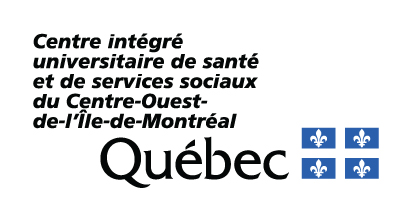 Centre intégré
universitaire de santé
et de services sociaux
du Centre-Ouest-
de-l'Île-de-Montréal
Québec